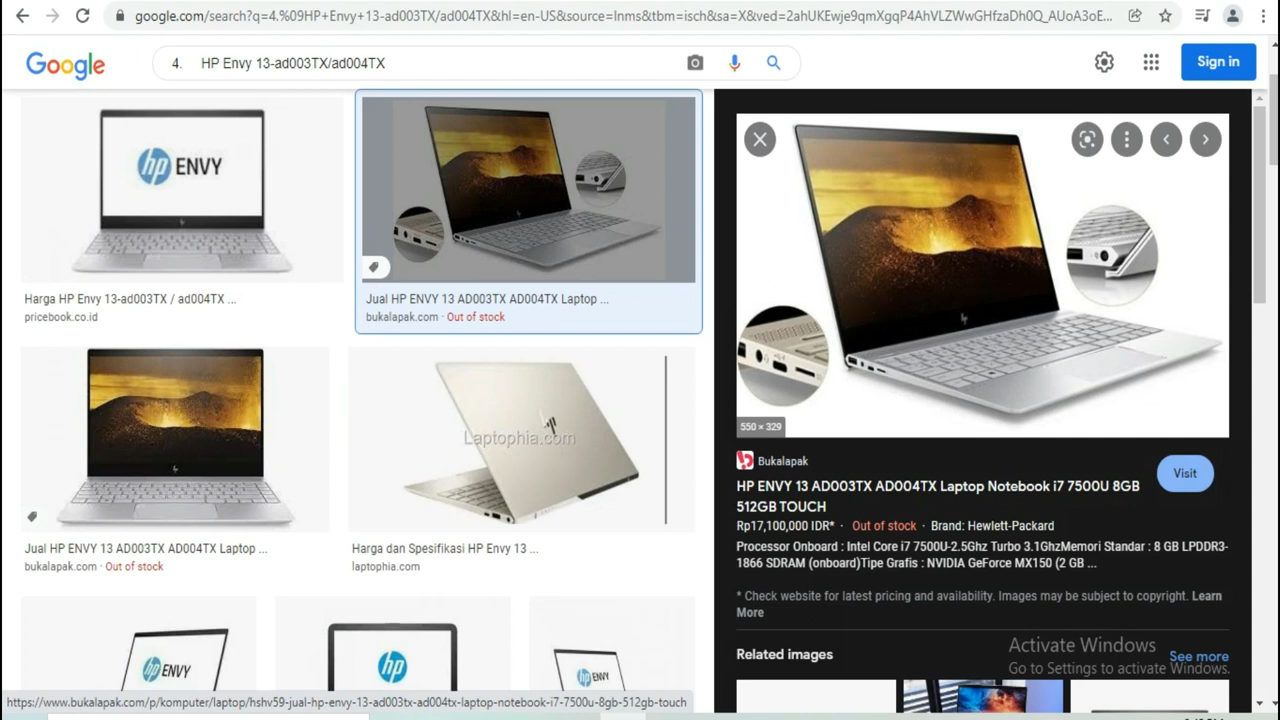 google.com/search?q=4.%09HP+Envy+13-ad003TX/ad004TX&hl=en-US&source=lnms&tbm=isch&sa=X&ved=2ahUKEwje9qmXgqP4AhVLZWwGHfzaDh0Q_AUoA3oE...
Google
4. HP Envy 13-ad003TX/ad004TX
Sign in
hp ENVY
Harga HP Envy 13-ad003TX / ad004TX ...
pricebook.co.id
Jual HP ENVY 13 AD003TX AD004TX Laptop ...
bukalapak.com · Out of stock
Jual HP ENVY 13 AD003TX AD004TX Laptop ...
bukalapak.com · Out of stock
Laptophia.com
Harga dan Spesifikasi HP Envy 13 ...
laptophia.com
hp ENVY
hp
hp ENVY
550 × 329
Bukalapak
Visit
HP ENVY 13 AD003TX AD004TX Laptop Notebook i7 7500U 8GB
512GB TOUCH
Rp17,100,000 IDR* · Out of stock · Brand: Hewlett-Packard
Processor Onboard : Intel Core i7 7500U-2.5Ghz Turbo 3.1GhzMemori Standar : 8 GB LPDDR3-
1866 SDRAM (onboard)Tipe Grafis : NVIDIA GeForce MX150 (2 GB ...
* Check website for latest pricing and availability. Images may be subject to copyright. Learn
More
Related images
See more
Activate Windows
Go to Settings to activate Windows.
https://www.bukalapak.com/p/komputer/laptop/hshv59-jual-hp-envy-13-ad003tx-ad004tx-laptop-notebook-i7-7500u-8gb-512gb-touch